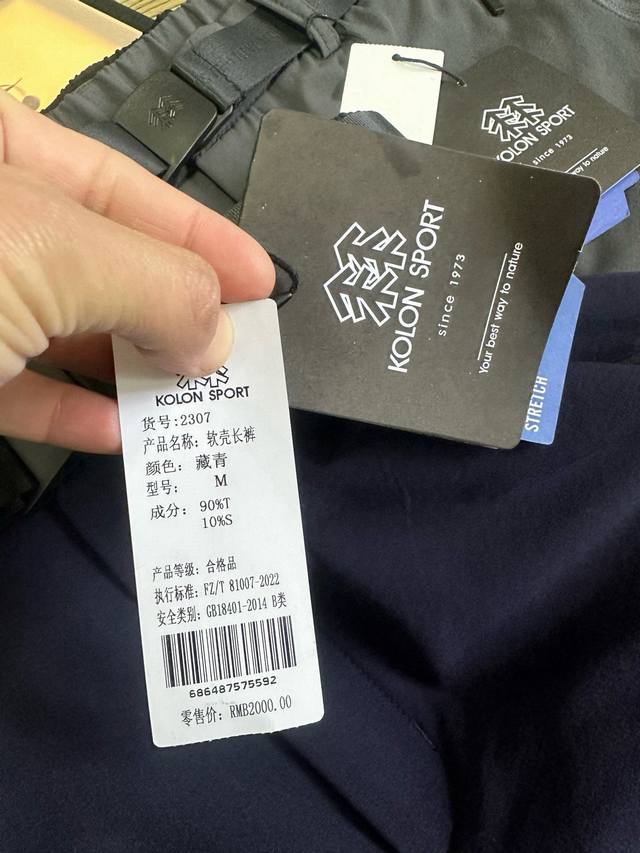 KOLON SPORT
since 1973
way to nature
KOLON SPORT
since 1973
Your best way to nature
STRETCH
KOLON SPORT
货号:2307
产品名称: 软壳长裤
颜色: 藏青
型号: M
成分: 90%T
10%S
产品等级: 合格品
执行标准: FZ/T 81007-2022
安全类别: GB18401-2014 B类
686487575592
零售价: RMB2000.00